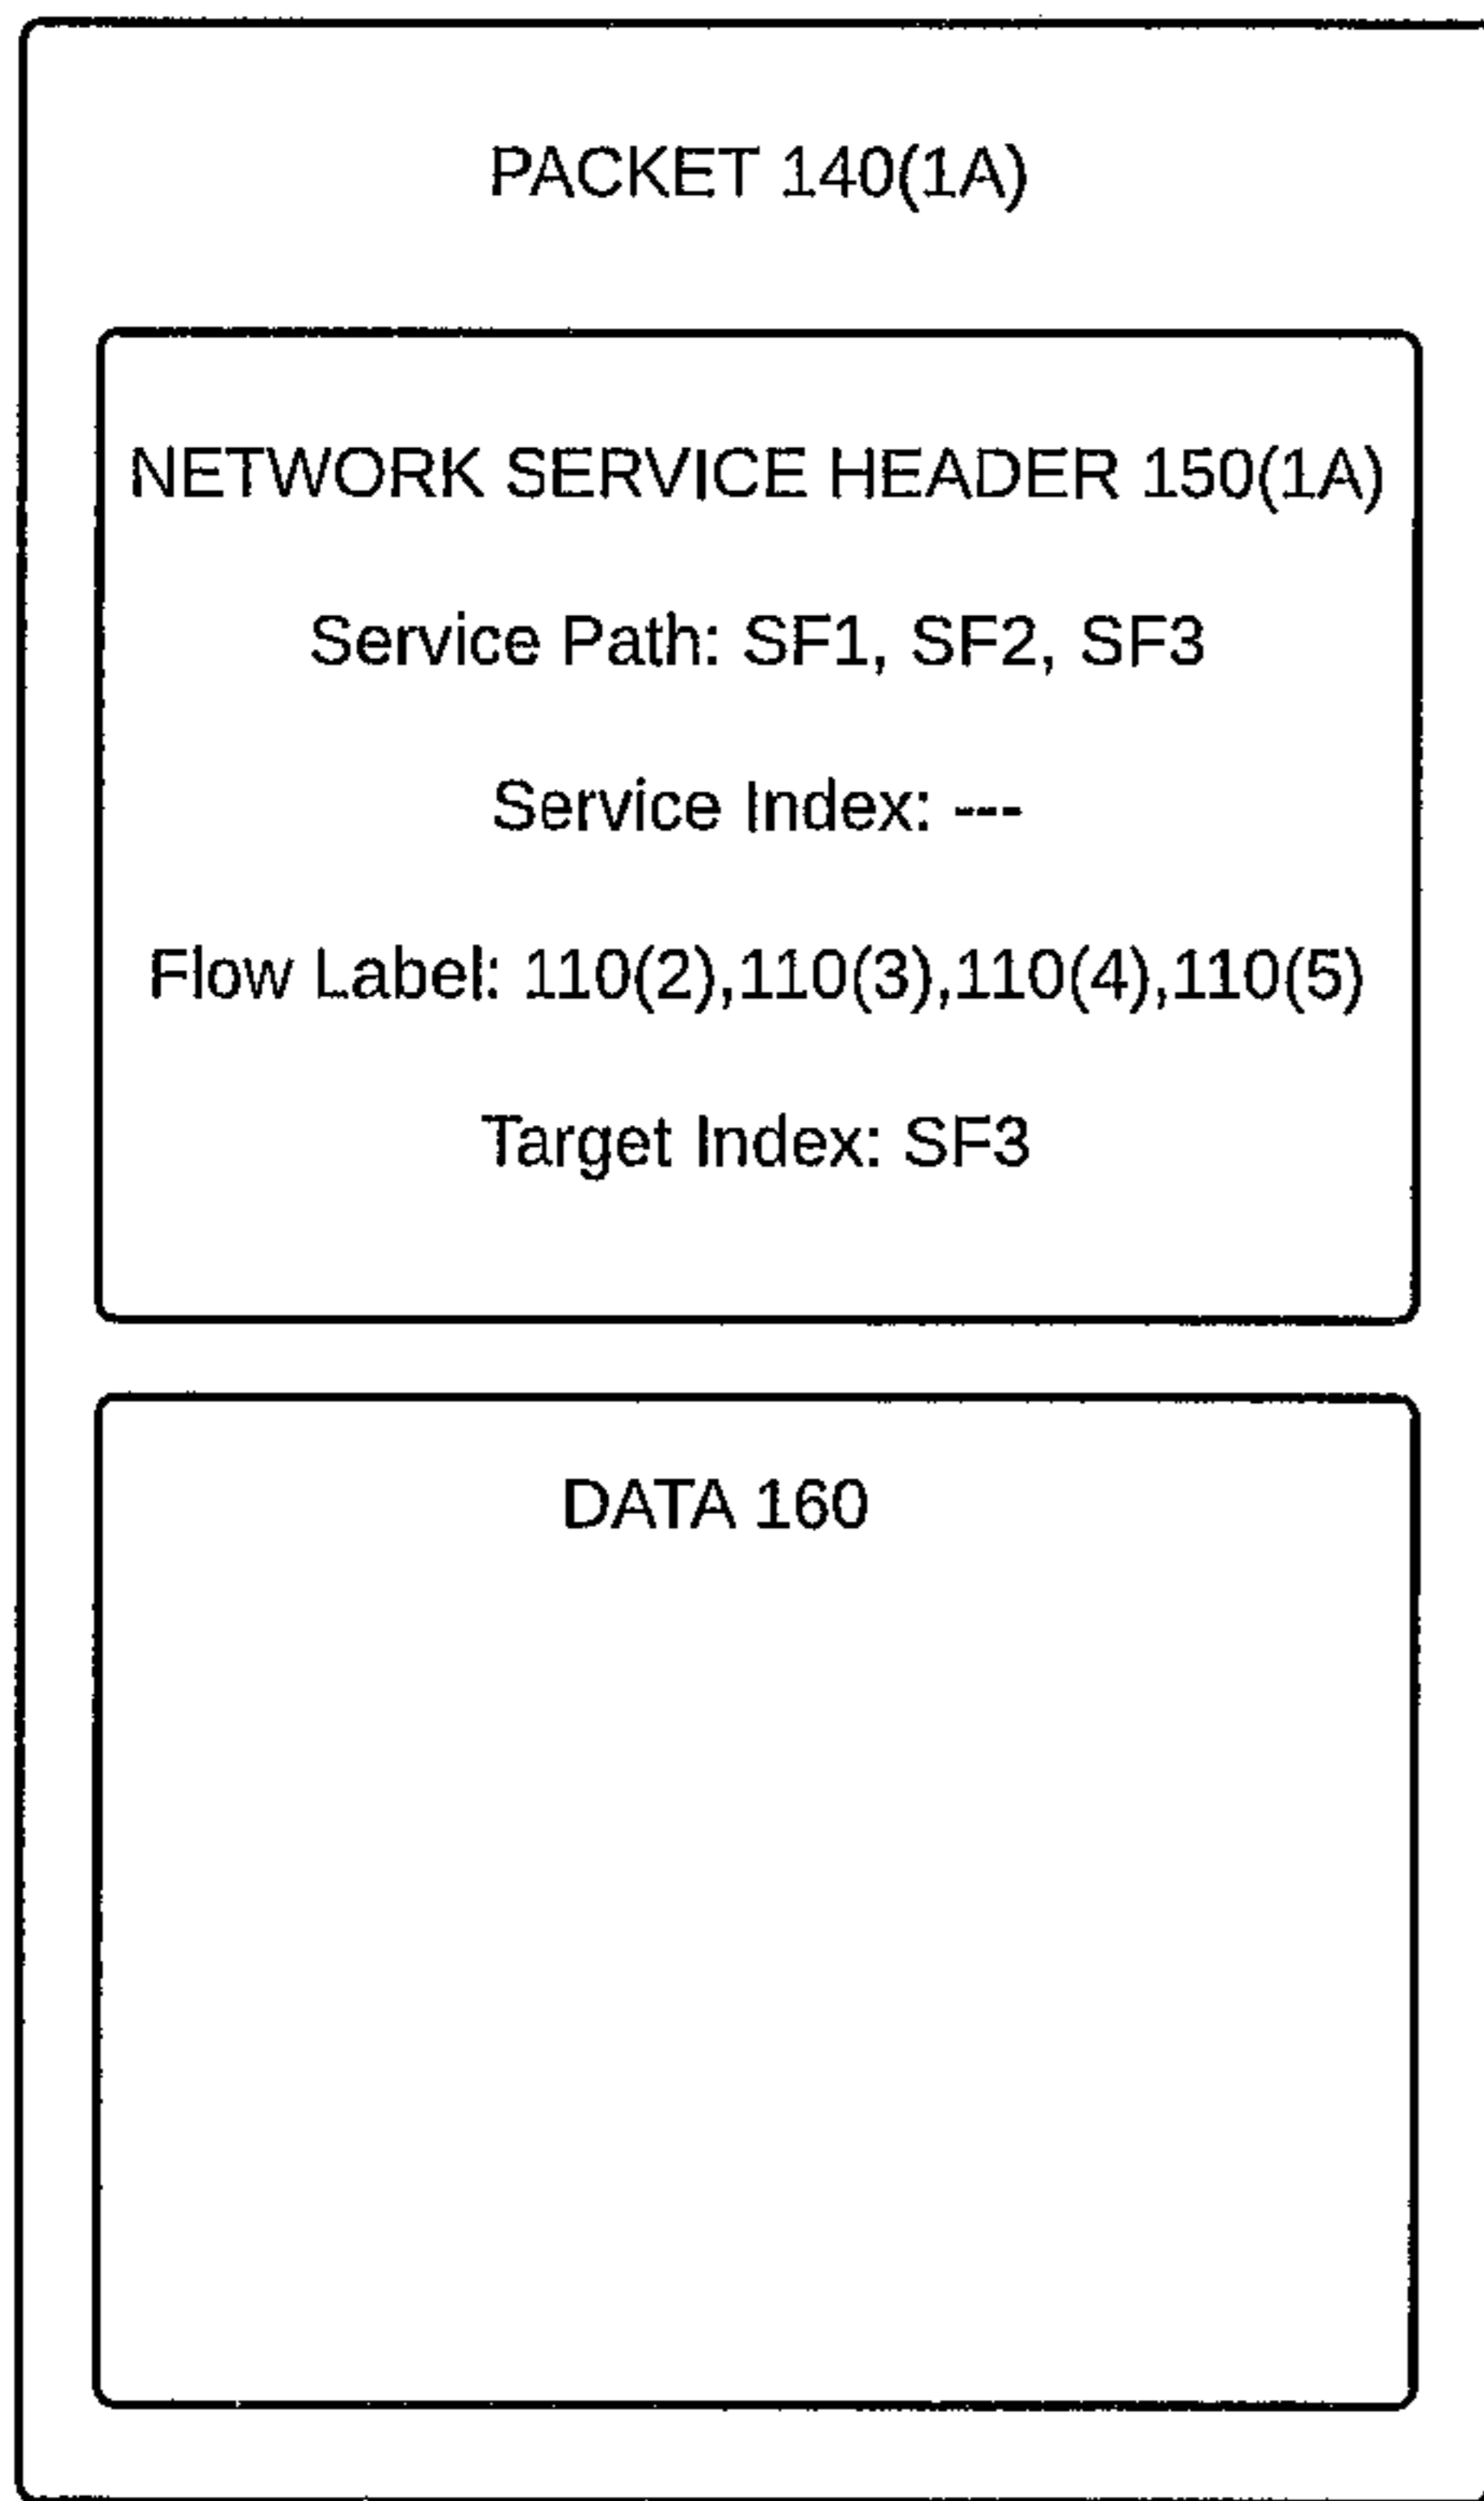 PACKET 140(1A)
NETWORK SERVICE HEADER 150(1A)
Service Path: SF1, SF2, SF3
Service Index: ---
Flow Label: 110(2),110(3),110(4),110(5)
Target Index: SF3
DATA 160